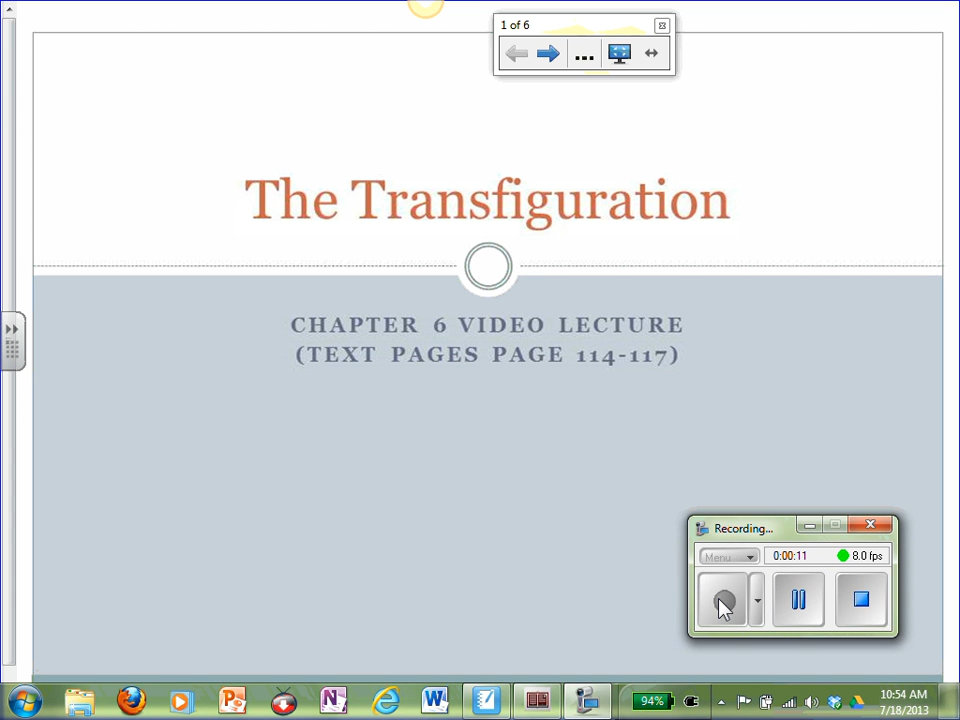 1 of 6
...
The Transfiguration
CHAPTER 6 VIDEO LECTURE
(TEXT PAGES PAGE 114-117)
Recording...
Menu
0:00:11
8.0 fps
94%
10:54 AM
7/18/2013